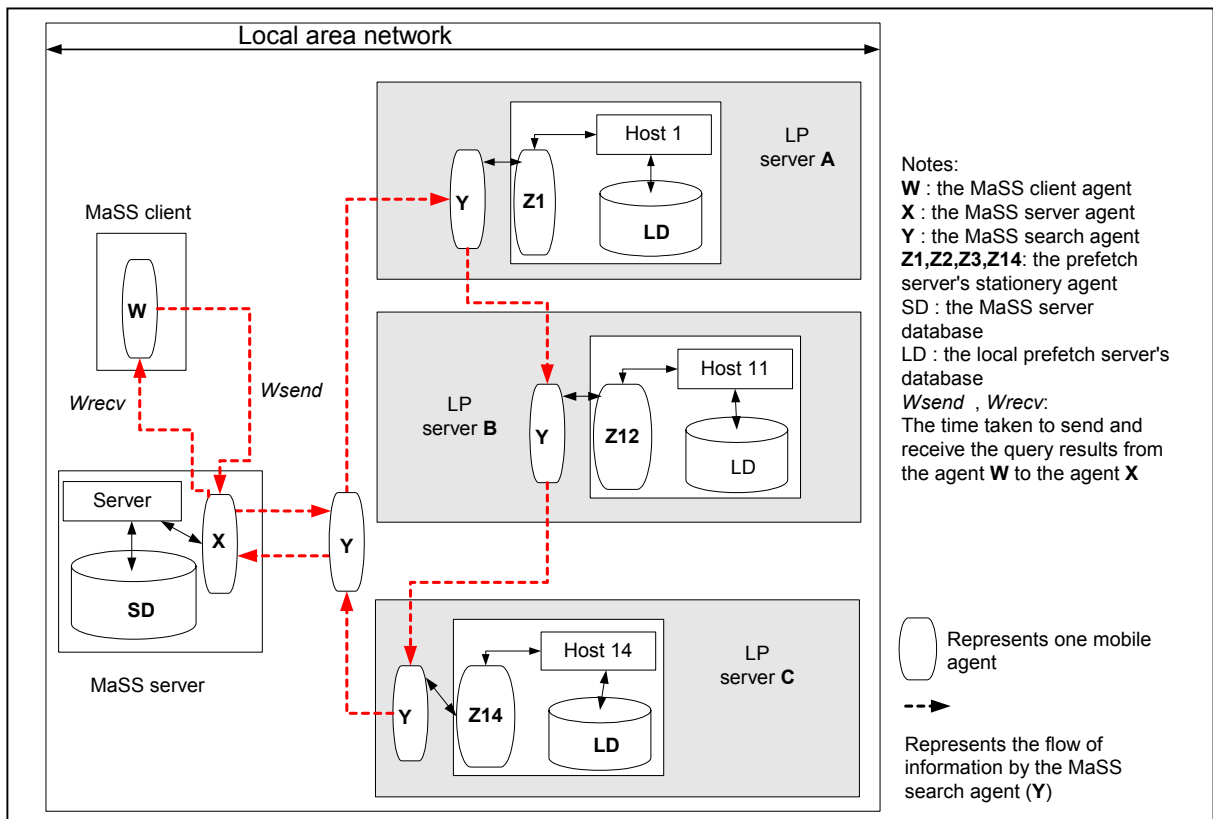 Local area network
LP
server A
Host 1
Y
Z1
LD
MaSS client
W
Wsend
Wrecv
LP
server B
Host 11
Y
Z12
LD
Server
X
Y
SD
MaSS server
LP
server C
Host 14
Y
Z14
LD
Notes:
W : the MaSS client agent
X : the MaSS server agent
Y : the MaSS search agent
Z1,Z2,Z3,Z14: the prefetch
server's stationery agent
SD : the MaSS server
database
LD : the local prefetch server's
database
Wsend , Wrecv:
The time taken to send and
receive the query results from
the agent W to the agent X
Represents one mobile
agent
Represents the flow of
information by the MaSS
search agent (Y)